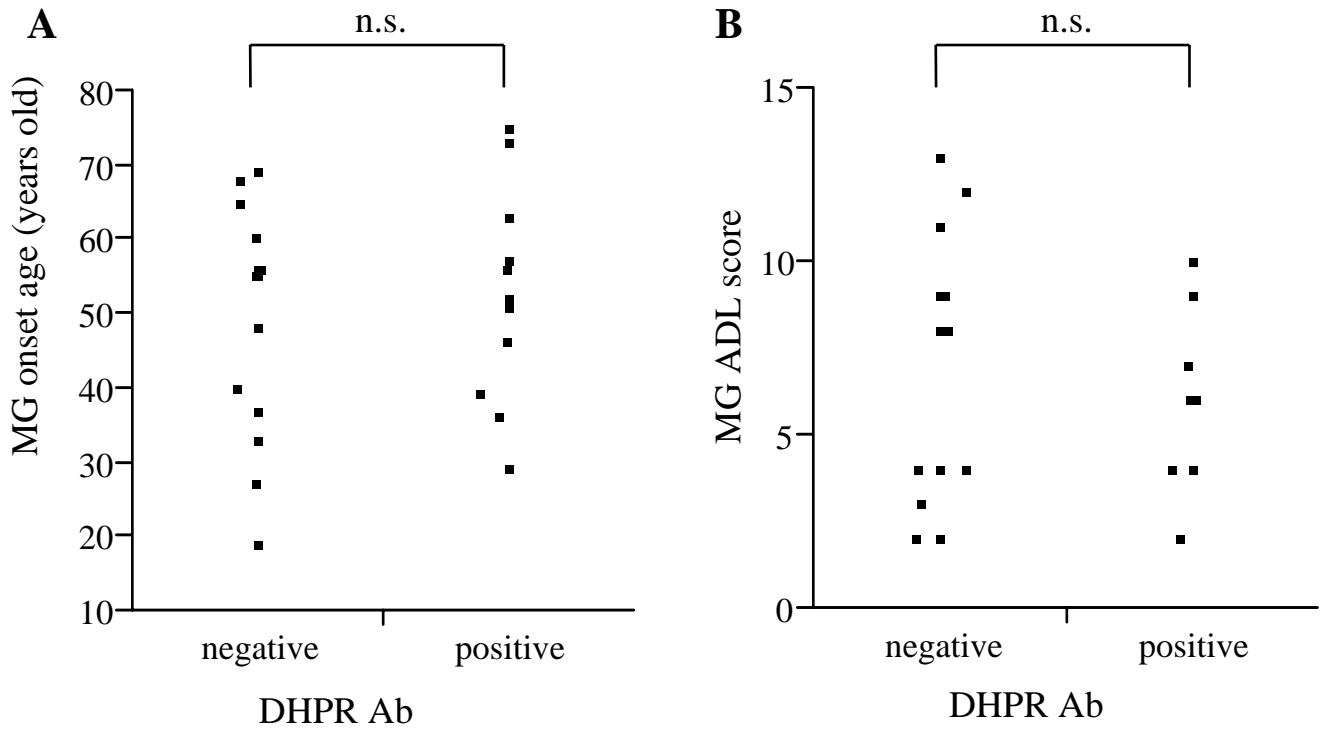 A
n.s.
MG onset age (years old)
80
70
60
50
40
30
20
10
negative positive
DHPR Ab
B
n.s.
MG ADL score
15
10
5
0
negative positive
DHPR Ab